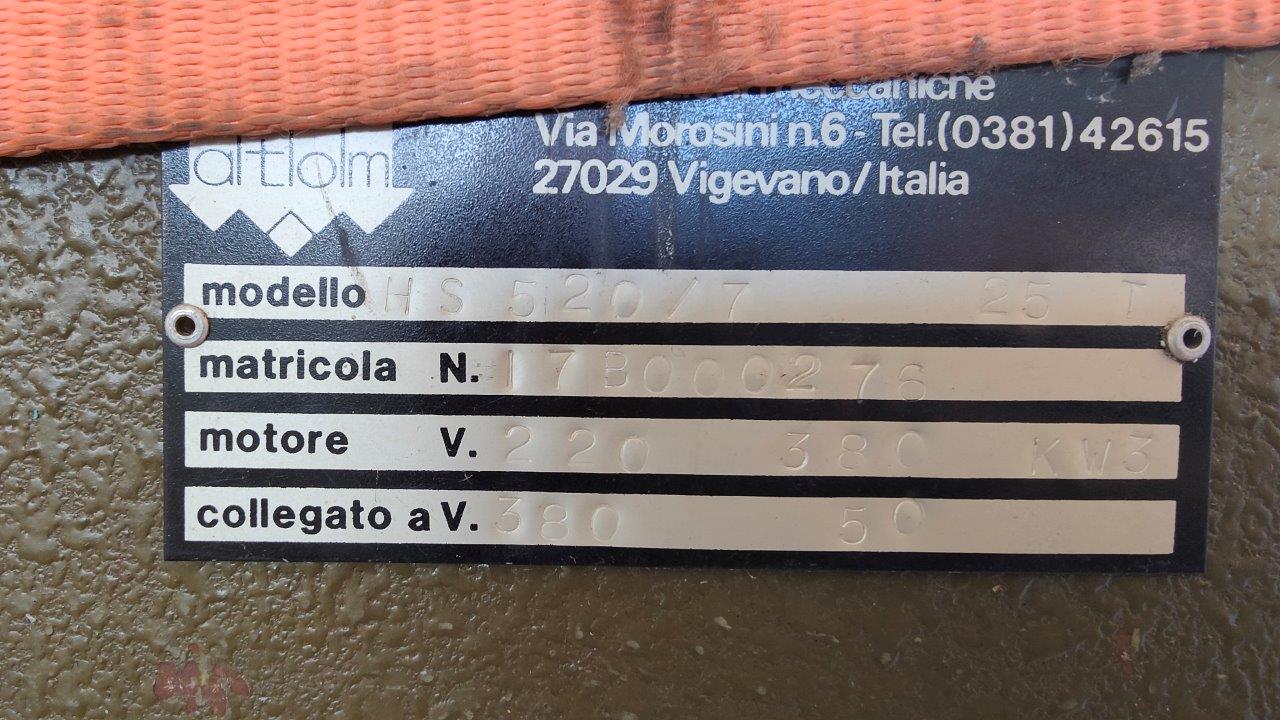 meccaniche
Via Morosini n.6 - Tel. (0381) 42615
27029 Vigevano / Italia
modello HS 520/7 25 T
matricola N. 17B000276
motore V. 220 380 KW3
collegato a V. 380 50